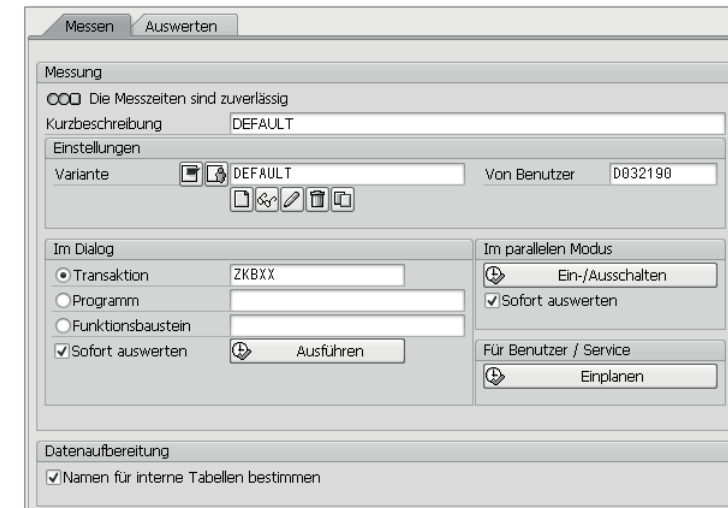 Messen Auswerten
Messung
Die Messzeiten sind zuverlässig
Kurzbeschreibung DEFAULT
Einstellungen
Variante DEFAULT Von Benutzer D032190
Im Dialog
Transaktion ZKBXX
Programm
Funktionsbaustein
Sofort auswerten Ausführen
Im parallelen Modus
Ein-/Ausschalten
Sofort auswerten
Für Benutzer / Service
Einplanen
Datenaufbereitung
Namen für interne Tabellen bestimmen